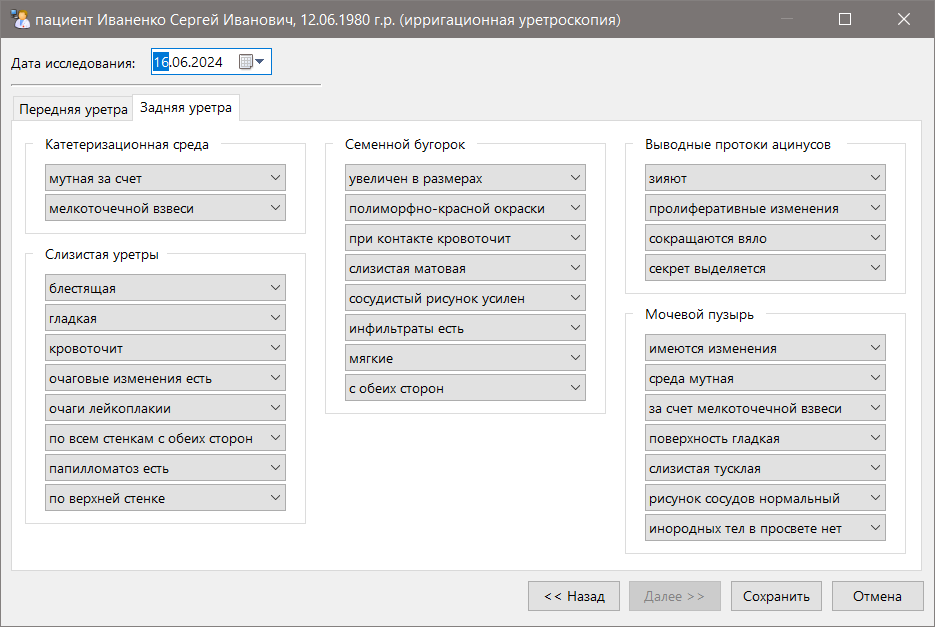 пациент Иваненко Сергей Иванович, 12.06.1980 г.р. (ирригационная уретроскопия)
Дата исследования:
16.06.2024
Передняя уретра
Задняя уретра
Катетеризационная среда
мутная за счет
мелкоточечной взвеси
Слизистая уретры
блестящая
гладкая
кровоточит
очаговые изменения есть
очаги лейкоплакии
по всем стенкам с обеих сторон
папилломатоз есть
по верхней стенке
Семенной бугорок
увеличен в размерах
полиморфно-красной окраски
при контакте кровоточит
слизистая матовая
сосудистый рисунок усилен
инфильтраты есть
мягкие
с обеих сторон
Выводные протоки ацинусов
зияют
пролиферативные изменения
сокращаются вяло
секрет выделяется
Мочевой пузырь
имеются изменения
среда мутная
за счет мелкоточечной взвеси
поверхность гладкая
слизистая тусклая
рисунок сосудов нормальный
инородных тел в просвете нет
<< Назад
Далее >>
Сохранить
Отмена